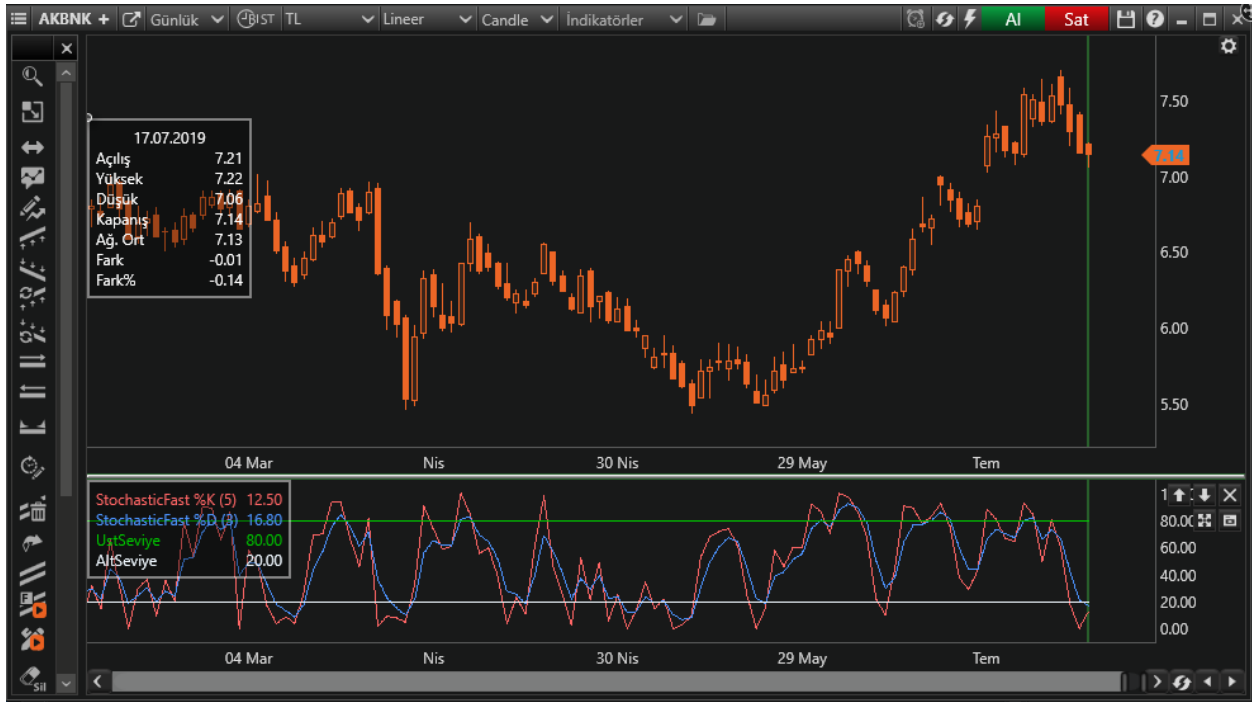 AKBNK + Günlük BIST TL Lineer Candle İndikatörler Al Sat
7.50
17.07.2019
Açılış 7.21
7.14
Yüksek 7.22
7.00
Düşük 7.06
Kapanış 7.14
Ağ. Ort 7.13
Fark -0.01
6.50
Fark% -0.14
6.00
5.50
04 Mar Nis 30 Nis 29 May Tem
StochasticFast %K (5) 12.50
StochasticFast %D (3) 16.80
80.00
UstSeviye 80.00
60.00
AltSeviye 20.00
40.00
20.00
0.00
04 Mar Nis 30 Nis 29 May Tem
Sil